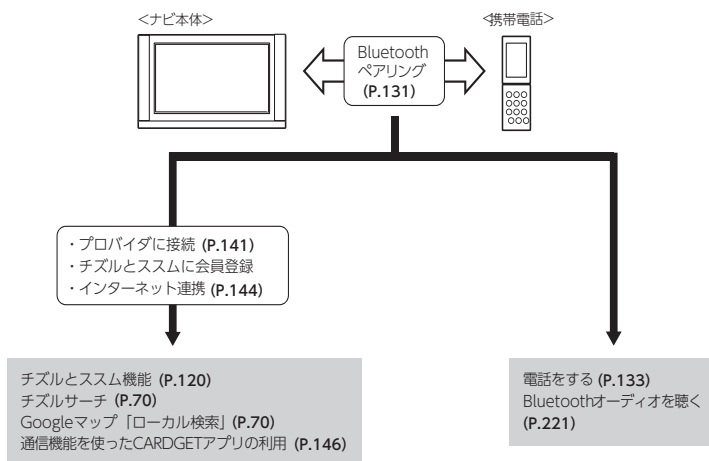 <ナビ本体>
<携帯電話>
Bluetooth
ペアリング
(P.131)
・プロバイダに接続 (P.141)
・チズルとススムに会員登録
・インターネット連携 (P.144)
チズルとススム機能 (P.120)
チズルサーチ (P.70)
Googleマップ「ローカル検索」(P.70)
通信機能を使ったCARDGETアプリの利用 (P.146)
電話をする (P.133)
Bluetoothオーディオを聴く
(P.221)